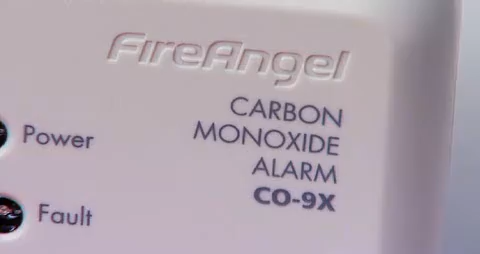 FireAngel
CARBON
MONOXIDE
ALARM
CO-9X
Power
Fault